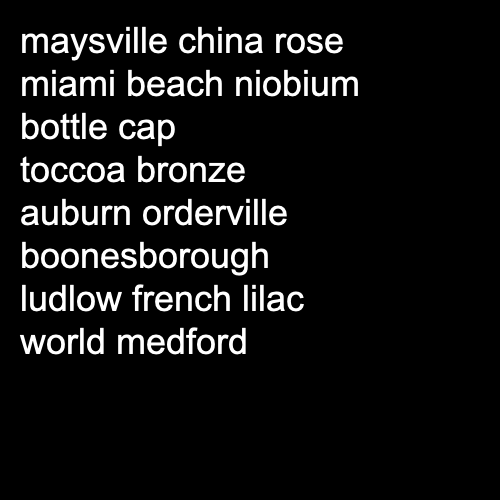 maysville china rose
miami beach niobium
bottle cap
toccoa bronze
auburn orderville
boonesborough
ludlow french lilac
world medford